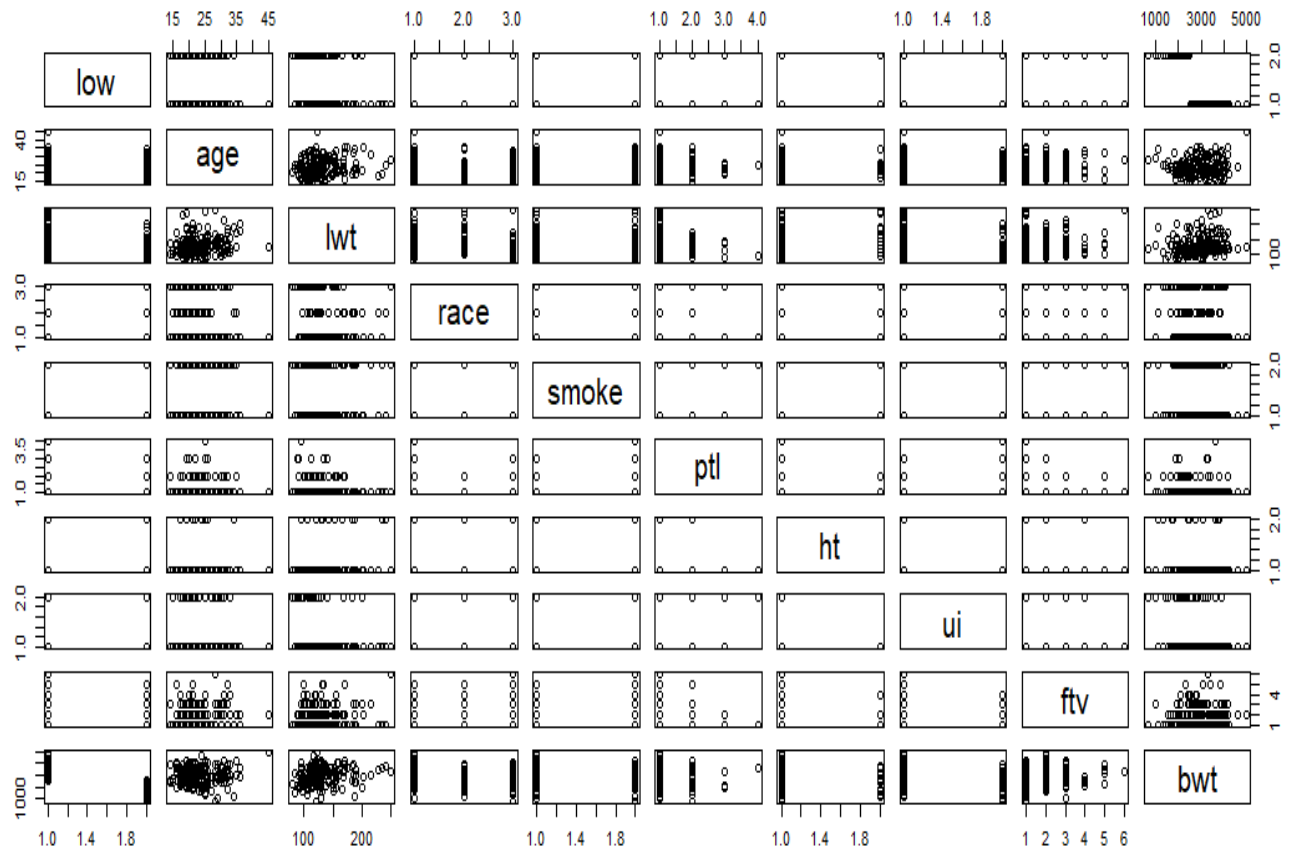 15 25 35 45 1.0 2.0 3.0 1.0 2.0 3.0 4.0 1.0 1.4 1.8 1000 3000 5000
low 1.0 2.0
15 40 age
lwt 100
1.0 3.0 race
smoke 1.0 2.0
1.0 3.5 ptl
ht 1.0 2.0
1.0 2.0 ui
ftv 1 4
1000 bwt
1.0 1.4 1.8 100 200 1.0 1.4 1.8 1.0 1.4 1.8 1 2 3 4 5 6